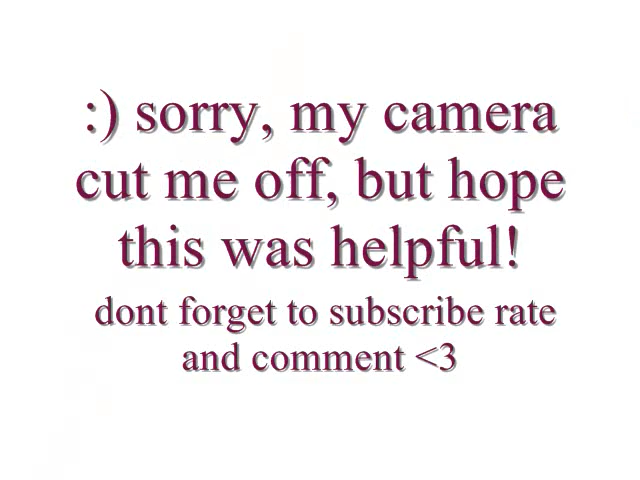 :) sorry, my camera
cut me off, but hope
this was helpful!
dont forget to subscribe rate
and comment <3